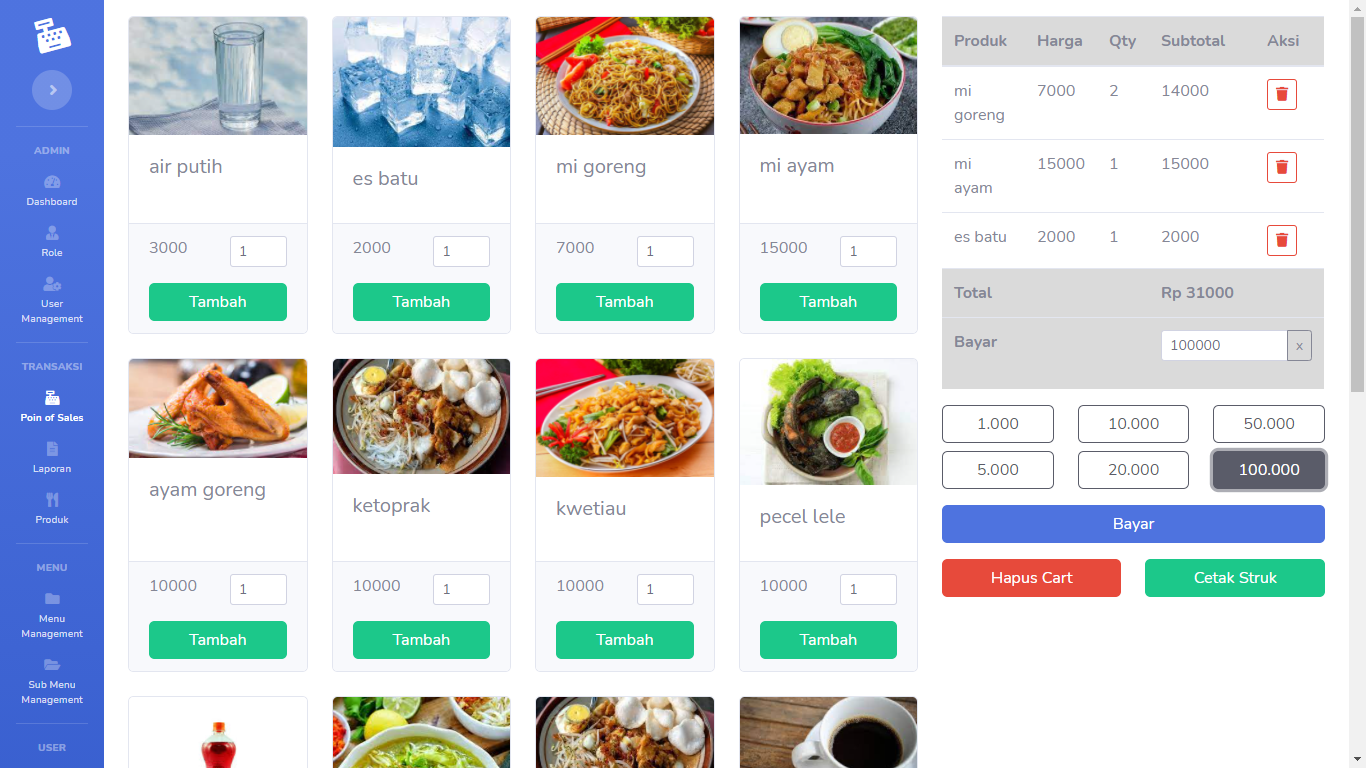 ADMIN
Dashboard
Role
User
Management
TRANSAKSI
Poin of Sales
Laporan
Produk
MENU
Menu
Management
Sub Menu
Management
USER
air putih
3000
1
Tambah
es batu
2000
1
Tambah
mi goreng
7000
1
Tambah
mi ayam
15000
1
Tambah
ayam goreng
10000
1
Tambah
ketoprak
10000
1
Tambah
kwetiau
10000
1
Tambah
pecel lele
10000
1
Tambah
Produk Harga Qty Subtotal Aksi
mi 7000 2 14000
goreng
mi 15000 1 15000
ayam
es batu 2000 1 2000
Total Rp 31000
Bayar 100000 x
1.000 10.000 50.000
5.000 20.000 100.000
Bayar
Hapus Cart Cetak Struk